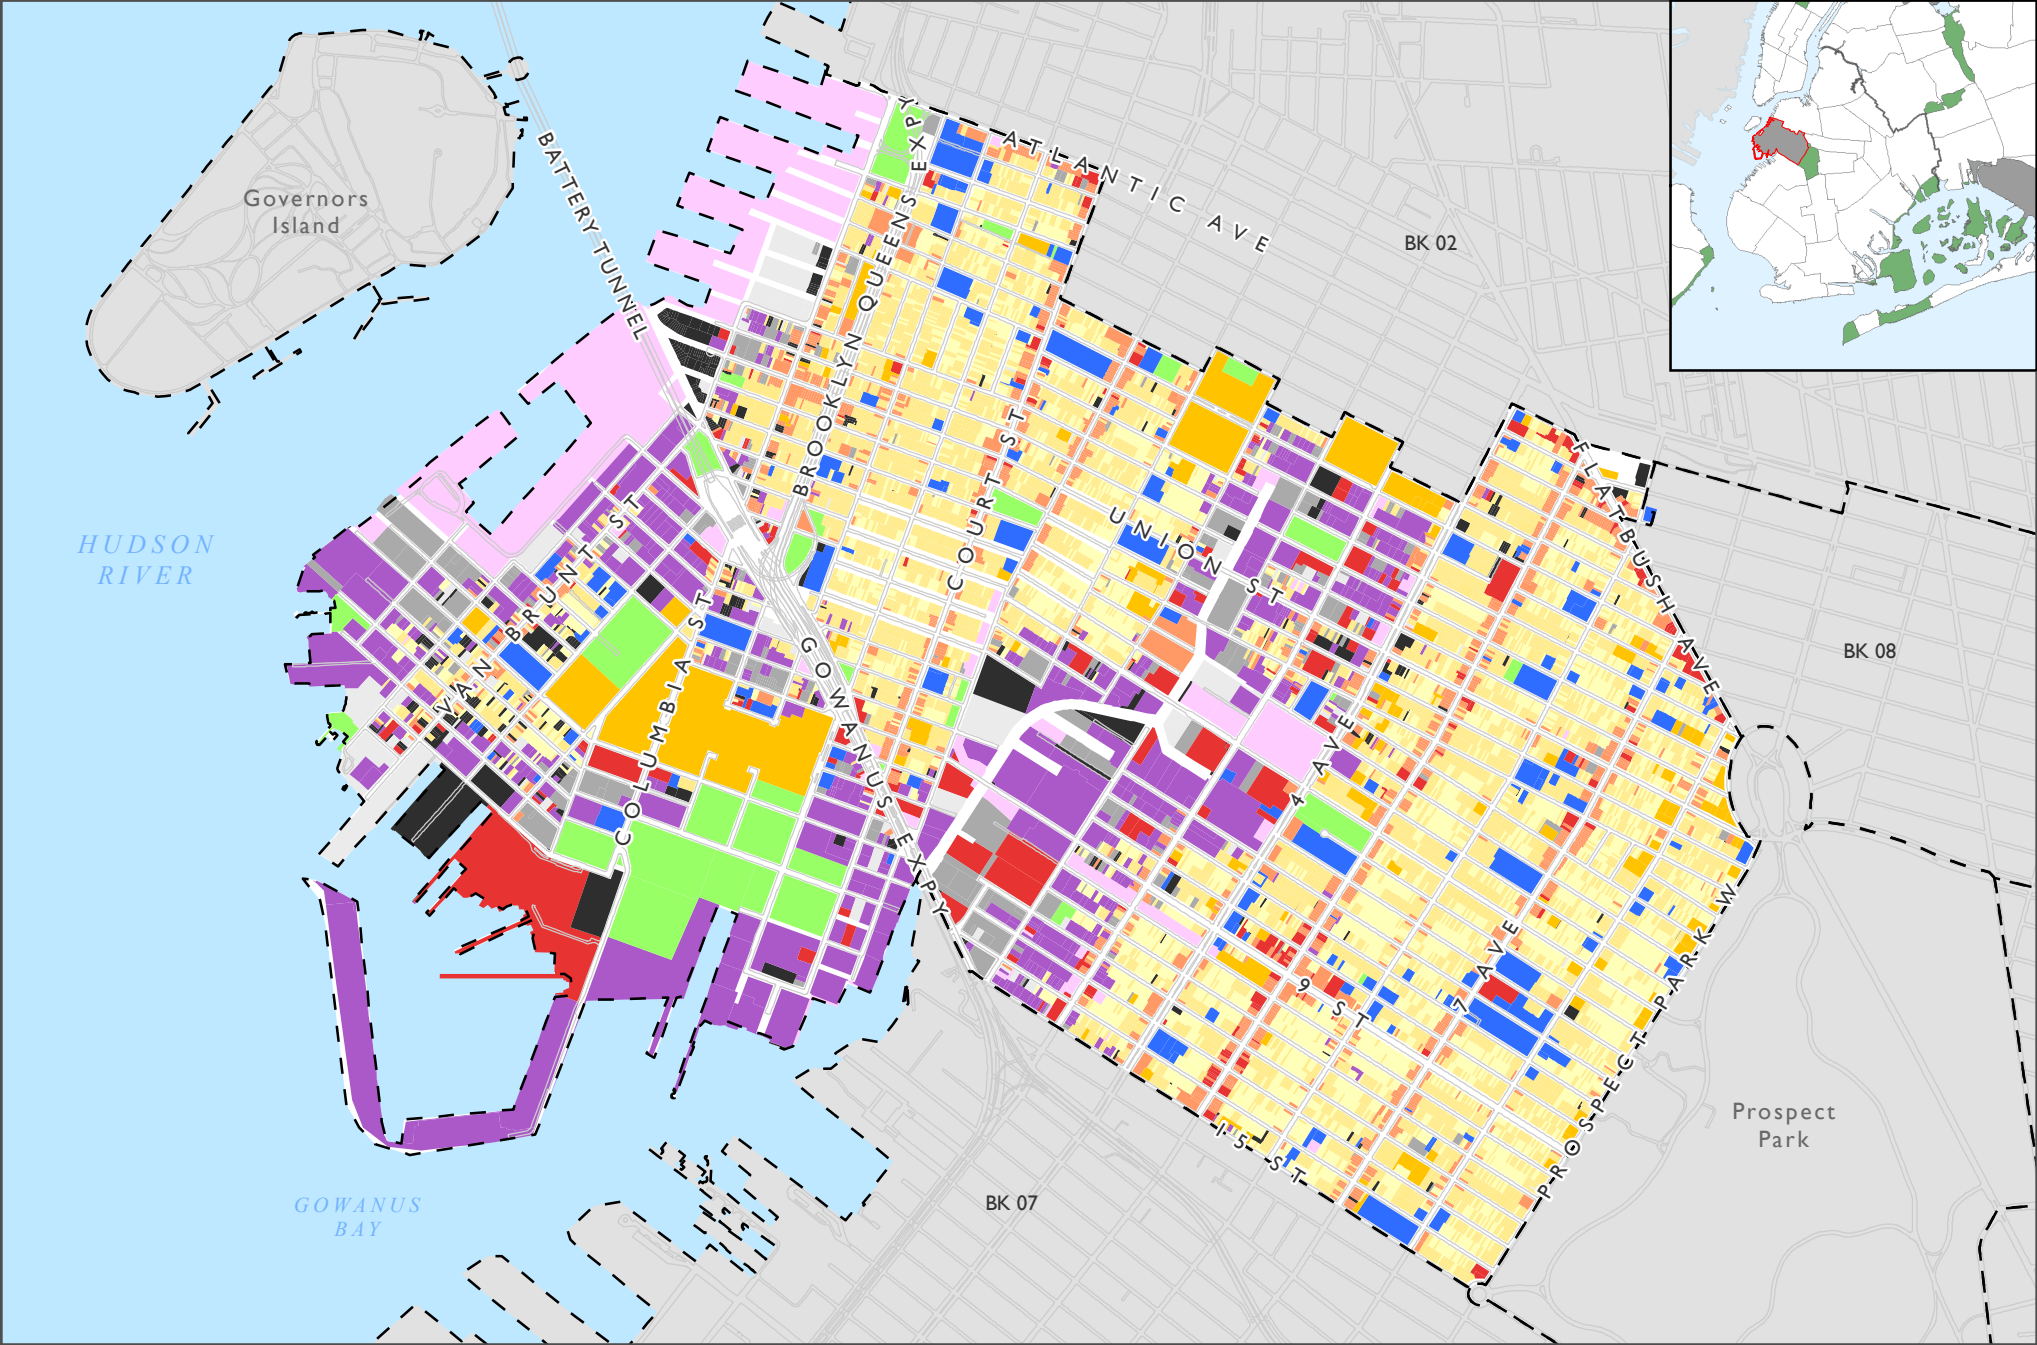 Governors
Island
BATTERY TUNNEL
BROOKLYN QUEENS EXPY
ATLANTIC AVE
BK 02
HUDSON
RIVER
VAN BRUNT ST
COLUMBIA ST
COURT ST
UNION ST
FLATBUSH AVE
BK 08
GOWANUS EXPY
4 AVE
7 AVE
9 ST
15 ST
PROSPECT PARK W
Prospect
Park
BK 07
GOWANUS
BAY